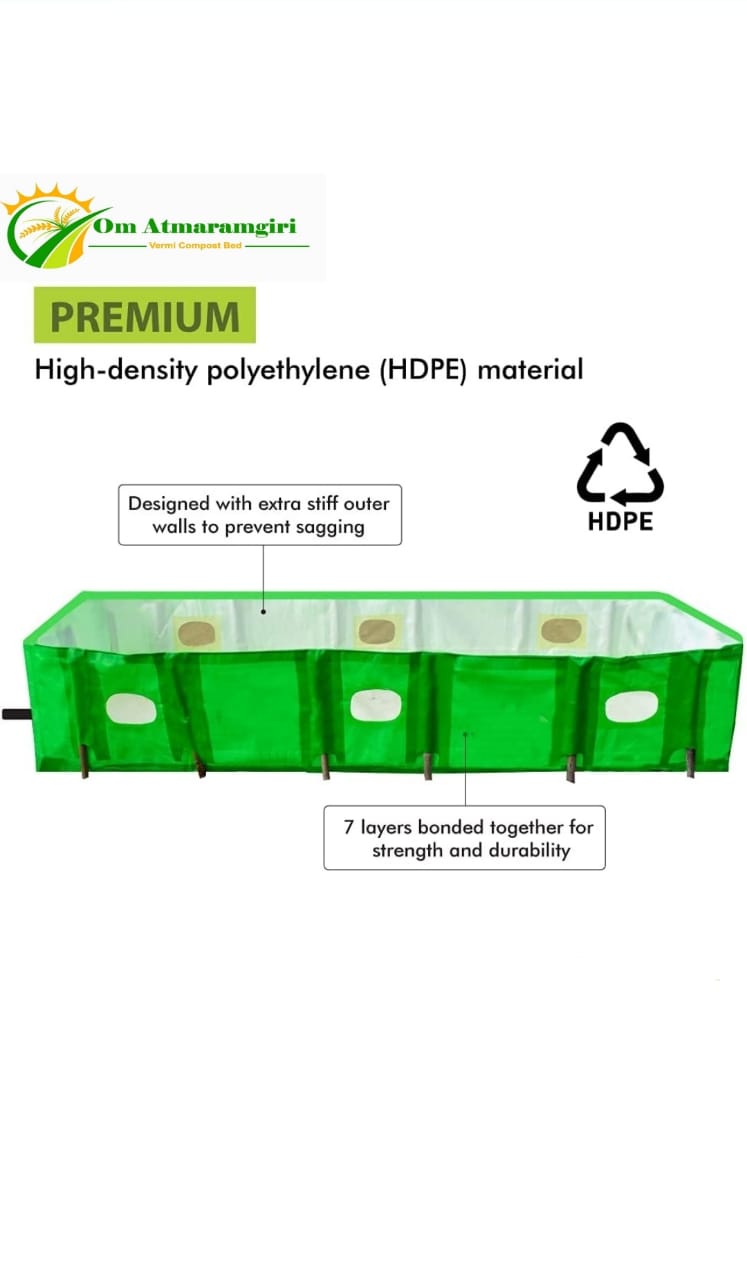 Om Atmaramgiri
Vermi Compost Bed
PREMIUM
High-density polyethylene (HDPE) material
Designed with extra stiff outer
walls to prevent sagging
HDPE
7 layers bonded together for
strength and durability